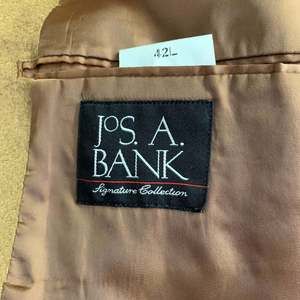 42L
JOS. A.
BANK
Signature Collection